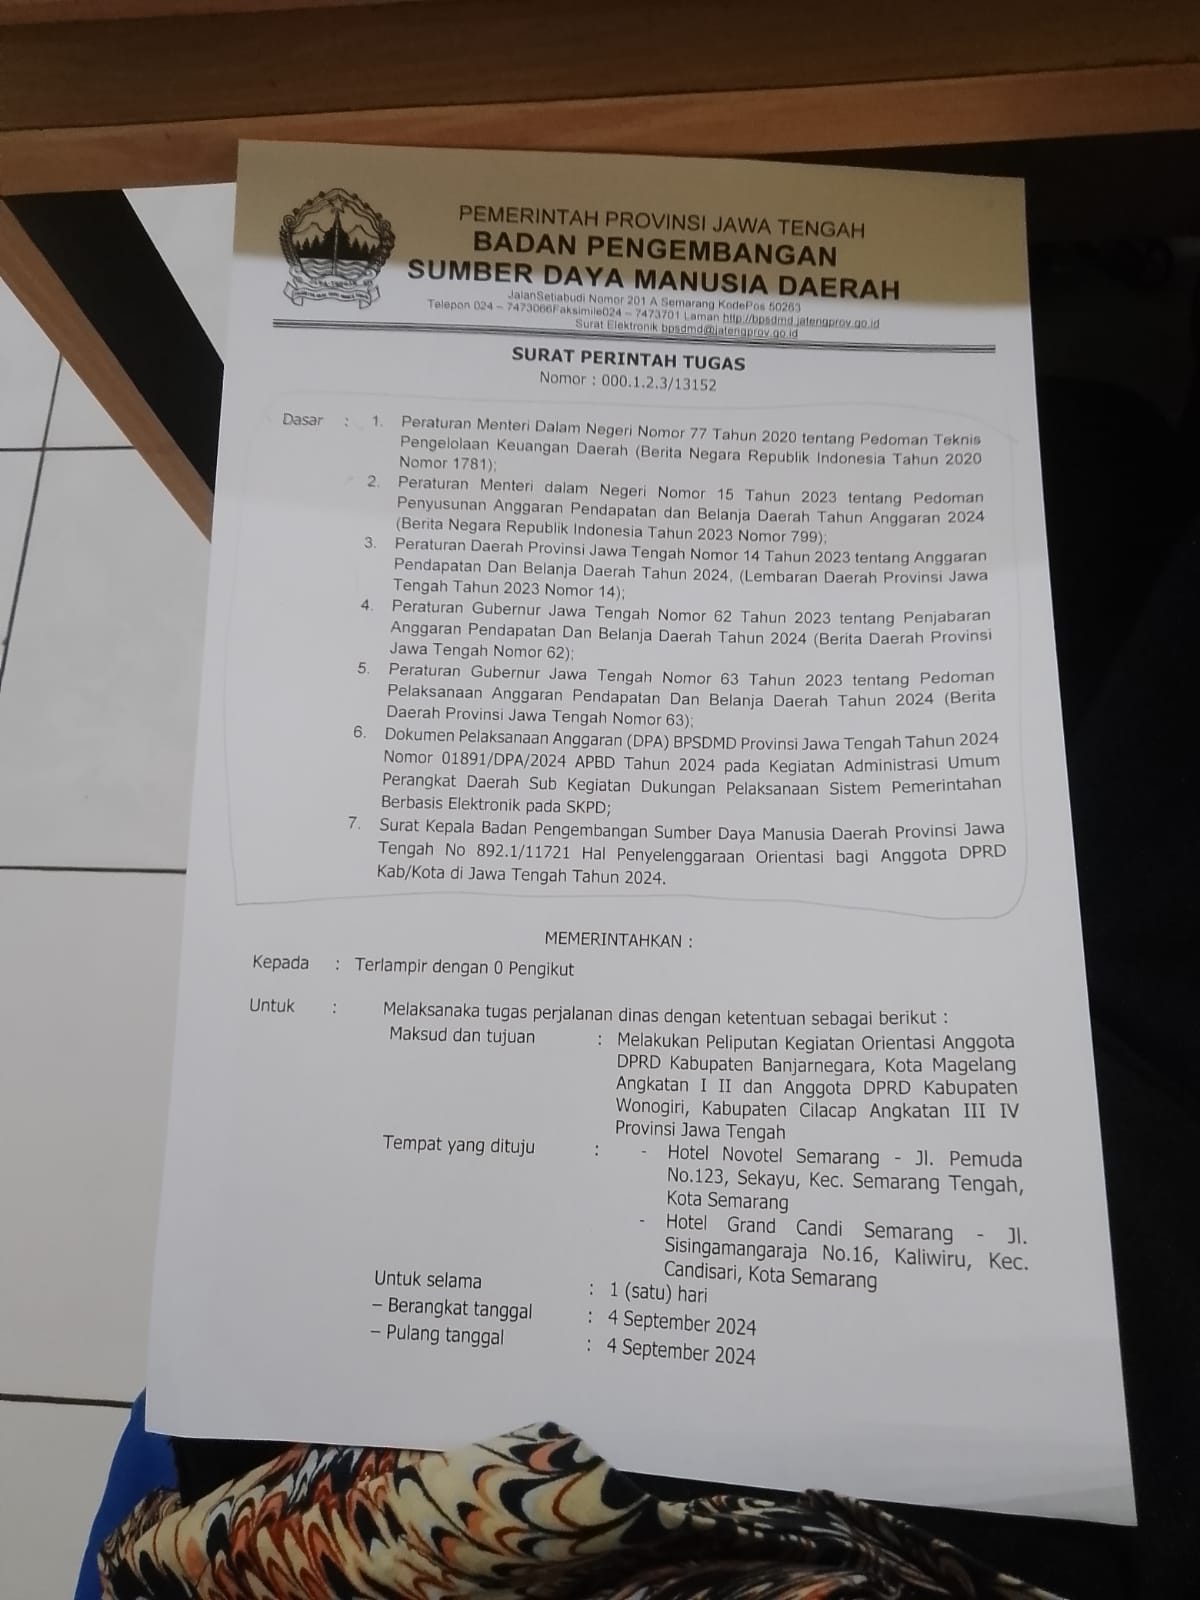 PEMERINTAH PROVINSI JAWA TENGAH
BADAN PENGEMBANGAN
SUMBER DAYA MANUSIA DAERAH
JalanSetiabudi Nomor 201 A Semarang KodePos 50263
Telepon 024 – 7473066Faksimile024 – 7473701 Laman http://bpsdmd.jatengprov.go.id
Surat Elektronik bpsdmd@jatengprov.go.id
SURAT PERINTAH TUGAS
Nomor : 000.1.2.3/13152
Dasar : 1. Peraturan Menteri Dalam Negeri Nomor 77 Tahun 2020 tentang Pedoman Teknis
Pengelolaan Keuangan Daerah (Berita Negara Republik Indonesia Tahun 2020
Nomor 1781);
2. Peraturan Menteri dalam Negeri Nomor 15 Tahun 2023 tentang Pedoman
Penyusunan Anggaran Pendapatan dan Belanja Daerah Tahun Anggaran 2024
(Berita Negara Republik Indonesia Tahun 2023 Nomor 799);
3. Peraturan Daerah Provinsi Jawa Tengah Nomor 14 Tahun 2023 tentang Anggaran
Pendapatan Dan Belanja Daerah Tahun 2024, (Lembaran Daerah Provinsi Jawa
Tengah Tahun 2023 Nomor 14);
4. Peraturan Gubernur Jawa Tengah Nomor 62 Tahun 2023 tentang Penjabaran
Anggaran Pendapatan Dan Belanja Daerah Tahun 2024 (Berita Daerah Provinsi
Jawa Tengah Nomor 62);
5. Peraturan Gubernur Jawa Tengah Nomor 63 Tahun 2023 tentang Pedoman
Pelaksanaan Anggaran Pendapatan Dan Belanja Daerah Tahun 2024 (Berita
Daerah Provinsi Jawa Tengah Nomor 63);
6. Dokumen Pelaksanaan Anggaran (DPA) BPSDMD Provinsi Jawa Tengah Tahun 2024
Nomor 01891/DPA/2024 APBD Tahun 2024 pada Kegiatan Administrasi Umum
Perangkat Daerah Sub Kegiatan Dukungan Pelaksanaan Sistem Pemerintahan
Berbasis Elektronik pada SKPD;
7. Surat Kepala Badan Pengembangan Sumber Daya Manusia Daerah Provinsi Jawa
Tengah No 892.1/11721 Hal Penyelenggaraan Orientasi bagi Anggota DPRD
Kab/Kota di Jawa Tengah Tahun 2024.
MEMERINTAHKAN :
Kepada : Terlampir dengan 0 Pengikut
Untuk : Melaksanaka tugas perjalanan dinas dengan ketentuan sebagai berikut :
Maksud dan tujuan : Melakukan Peliputan Kegiatan Orientasi Anggota
DPRD Kabupaten Banjarnegara, Kota Magelang
Angkatan I II dan Anggota DPRD Kabupaten
Wonogiri, Kabupaten Cilacap Angkatan III IV
Provinsi Jawa Tengah
Tempat yang dituju : - Hotel Novotel Semarang - Jl. Pemuda
No.123, Sekayu, Kec. Semarang Tengah,
Kota Semarang
- Hotel Grand Candi Semarang - Jl.
Sisingamangaraja No.16, Kaliwiru, Kec.
Candisari, Kota Semarang
Untuk selama : 1 (satu) hari
– Berangkat tanggal : 4 September 2024
– Pulang tanggal : 4 September 2024